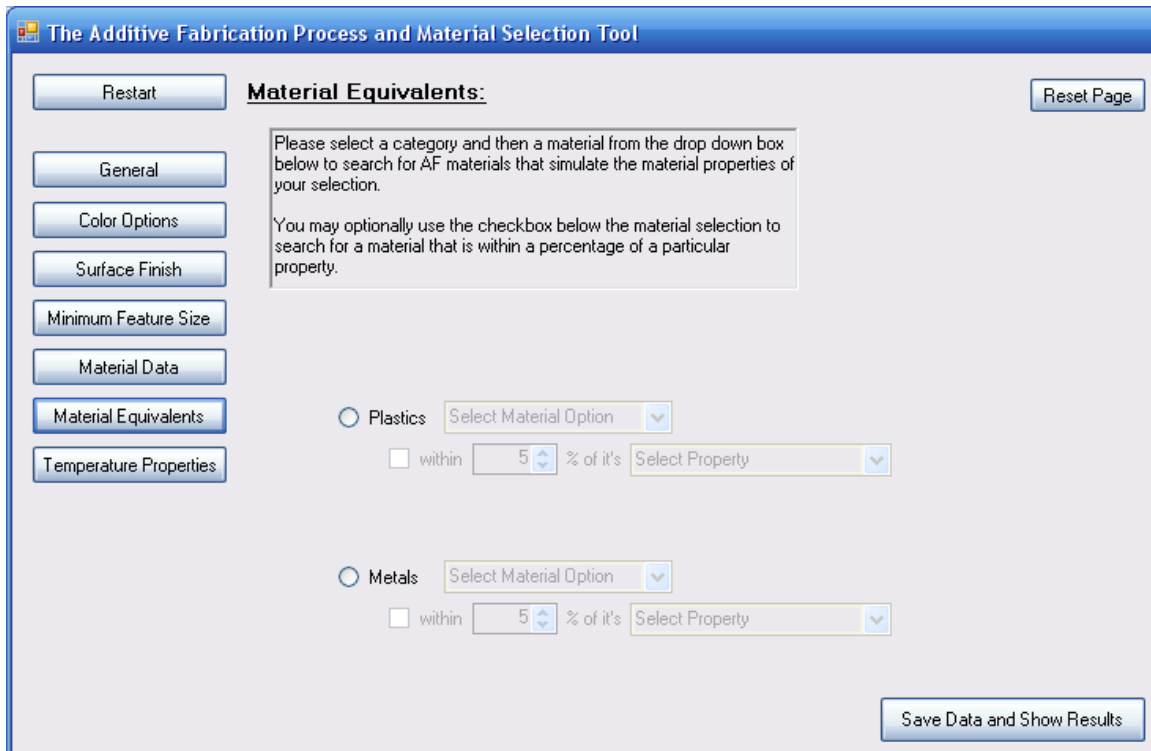 The Additive Fabrication Process and Material Selection Tool
Restart
Material Equivalents:
Reset Page
Please select a category and then a material from the drop down box
below to search for AF materials that simulate the material properties of
your selection.
You may optionally use the checkbox below the material selection to
search for a material that is within a percentage of a particular
property.
General
Color Options
Surface Finish
Minimum Feature Size
Material Data
Material Equivalents
Temperature Properties
Plastics Select Material Option
within 5 % of it's Select Property
Metals Select Material Option
within 5 % of it's Select Property
Save Data and Show Results